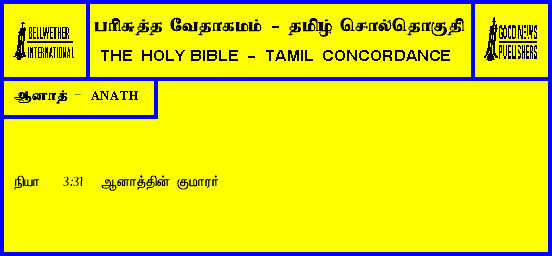 BELLWETHER
INTERNATIONAL
பரிசுத்த வேதாகமம் - தமிழ் சொல்தொகுதி
THE HOLY BIBLE - TAMIL CONCORDANCE
GOOD NEWS
PUBLISHERS
ஆனாத் - ANATH
நியா 3:31 ஆனாத்தின் குமாரர்